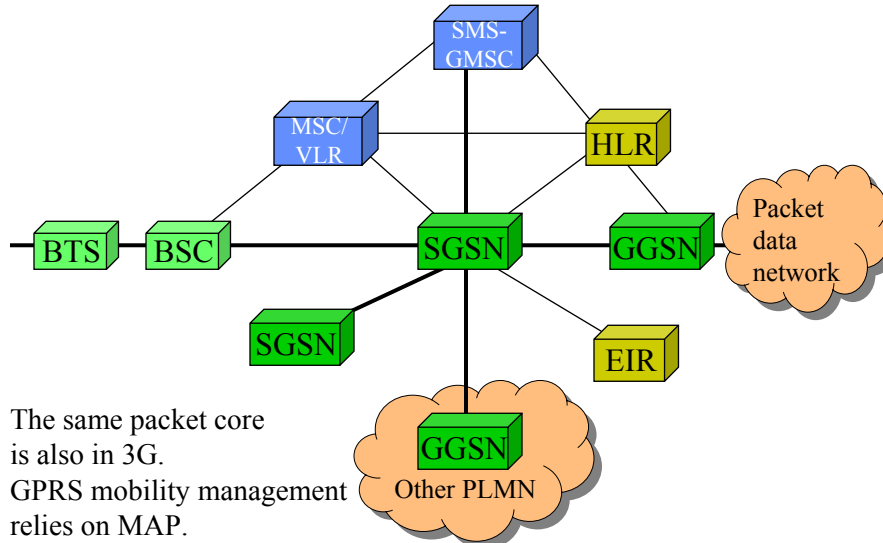 SMS-
GMSC
MSC/
VLR
HLR
BTS
BSC
SGSN
GGSN
Packet
data
network
SGSN
EIR
The same packet core
is also in 3G.
GPRS mobility management
relies on MAP.
GGSN
Other PLMN